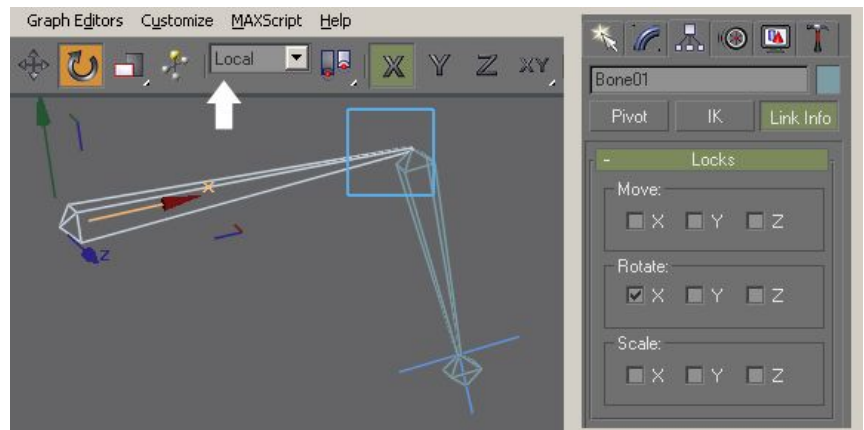 Graph Editors Customize MAXScript Help
Local
X Y Z XY
x
z
Bone01
Pivot IK Link Info
- Locks
Move:
X Y Z
Rotate:
X Y Z
Scale:
X Y Z